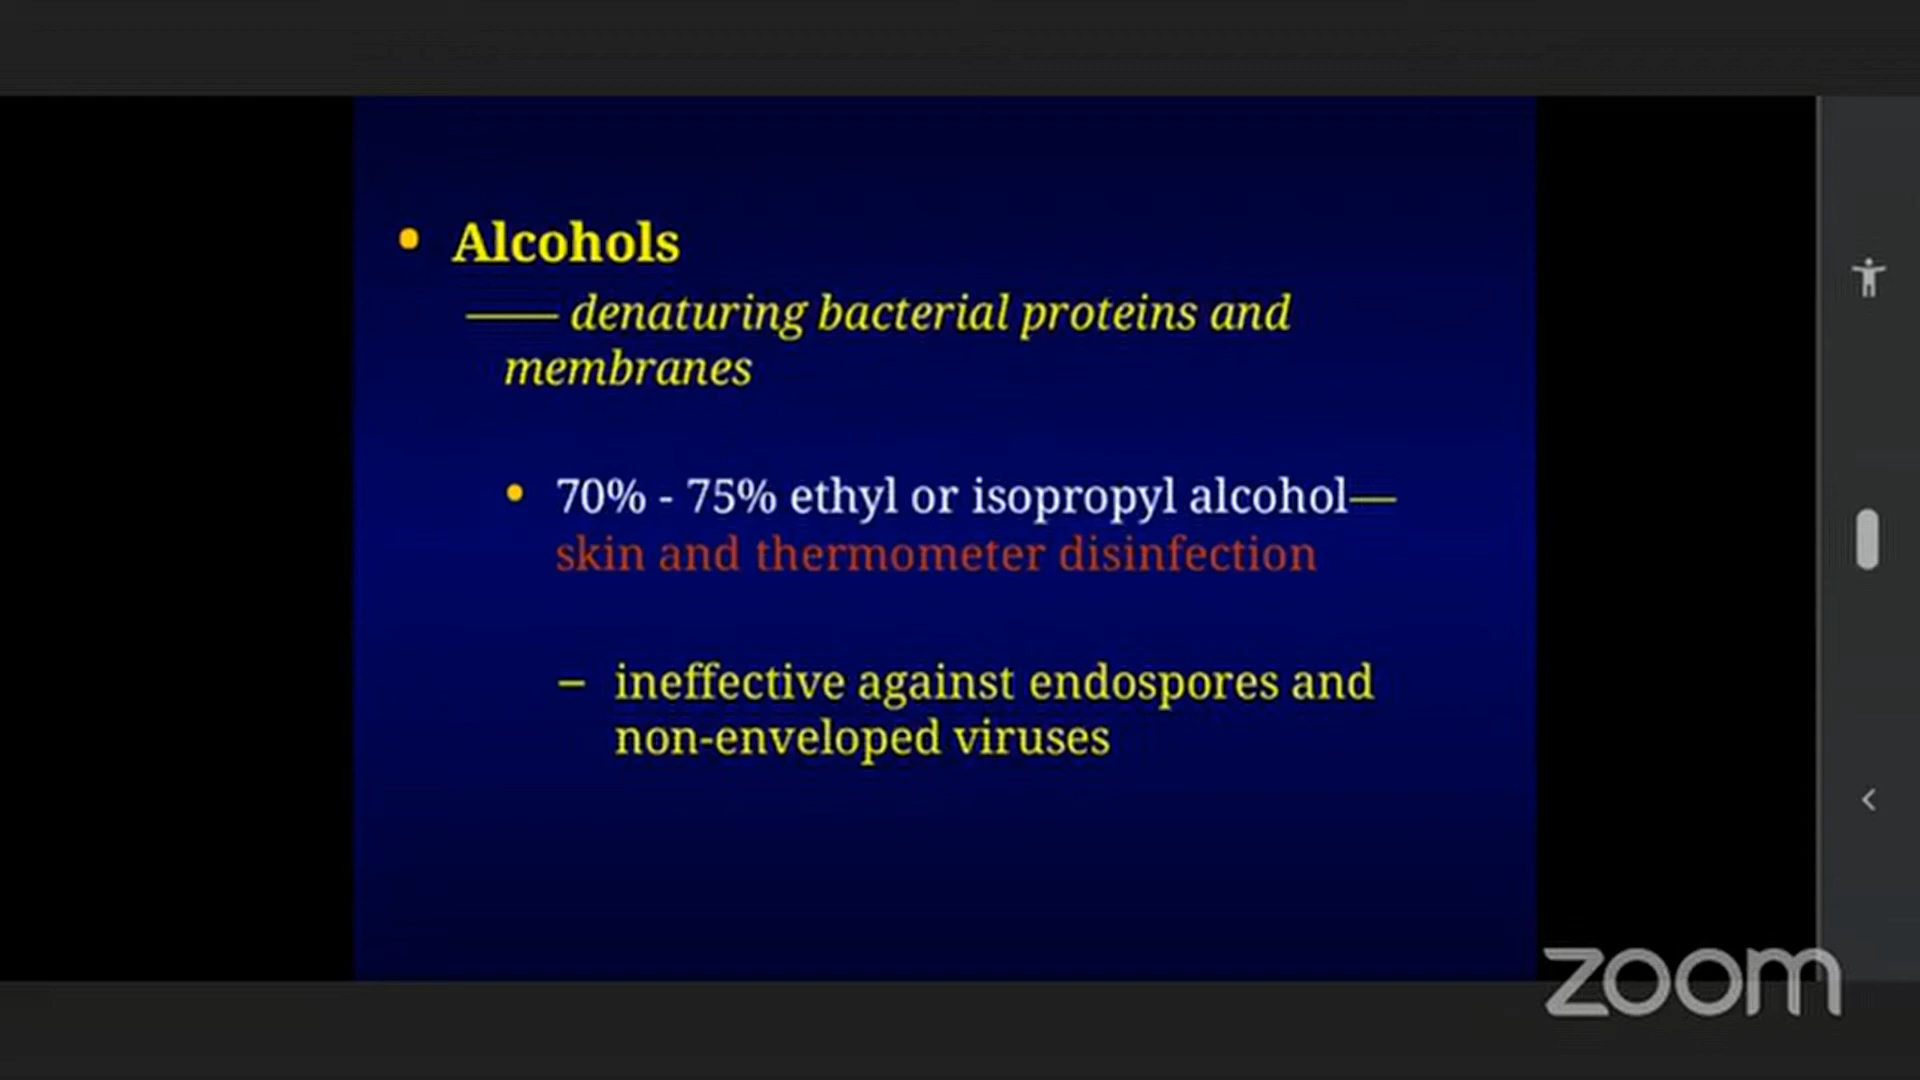 • Alcohols
—— denaturing bacterial proteins and
membranes
• 70% - 75% ethyl or isopropyl alcohol—
skin and thermometer disinfection
– ineffective against endospores and
non-enveloped viruses
zoom